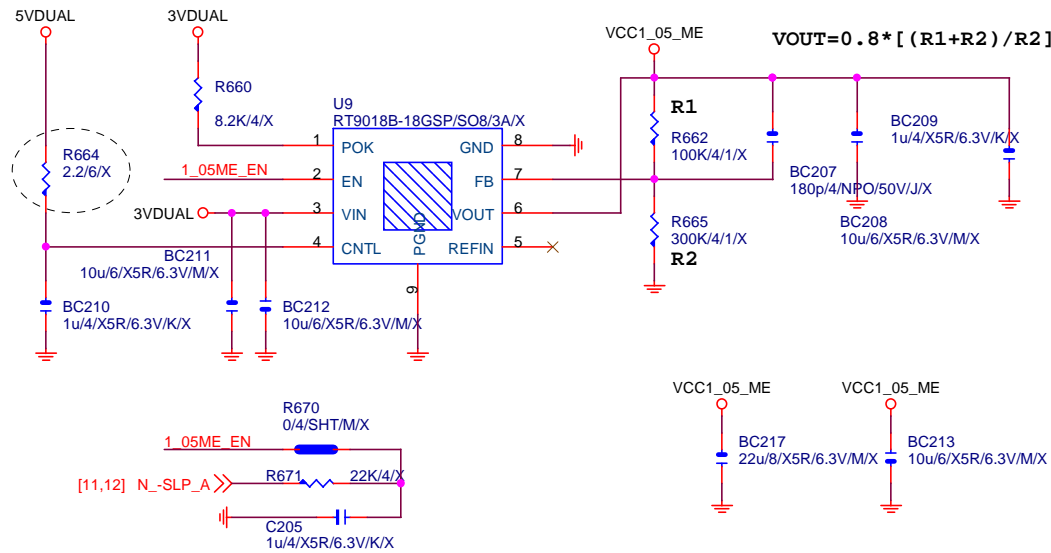 5VDUAL
3VDUAL
VCC1_05_ME
VOUT=0.8*[(R1+R2)/R2]
R660
8.2K/4/X
U9
RT9018B-18GSP/SO8/3A/X
R1
R662
100K/4/1/X
BC209
1u/4/X5R/6.3V/K/X
R664
2.2/6/X
1_05ME_EN
1
POK
GND
8
2
EN
FB
7
3VDUAL
3
VIN
VOUT
6
4
CNTL
PGND
REFIN
5
9
BC207
180p/4/NPO/50V/J/X
R665
300K/4/1/X
R2
BC208
10u/6/X5R/6.3V/M/X
BC211
10u/6/X5R/6.3V/M/X
BC210
1u/4/X5R/6.3V/K/X
BC212
10u/6/X5R/6.3V/M/X
R670
0/4/SHT/M/X
1_05ME_EN
[11,12] N_-SLP_A
R671
22K/4/X
C205
1u/4/X5R/6.3V/K/X
VCC1_05_ME
BC217
22u/8/X5R/6.3V/M/X
VCC1_05_ME
BC213
10u/6/X5R/6.3V/M/X